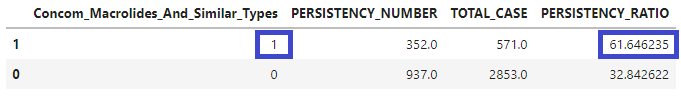 Concom_Macrolides_And_Similar_Types PERSISTENCY_NUMBER TOTAL_CASE PERSISTENCY_RATIO
1 1 352.0 571.0 61.646235
0 0 937.0 2853.0 32.842622